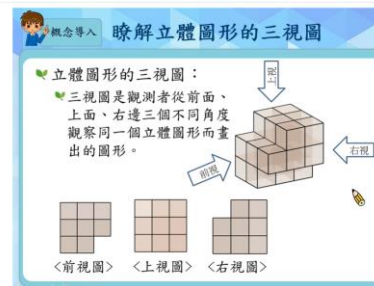 概念導入
瞭解立體圖形的三視圖
立體圖形的三視圖：
三視圖是觀測者從前面、
上面、右邊三個不同角度
觀察同一個立體圖形而畫
出的圖形。
上視
右視
前視
<前視圖> <上視圖> <右視圖>